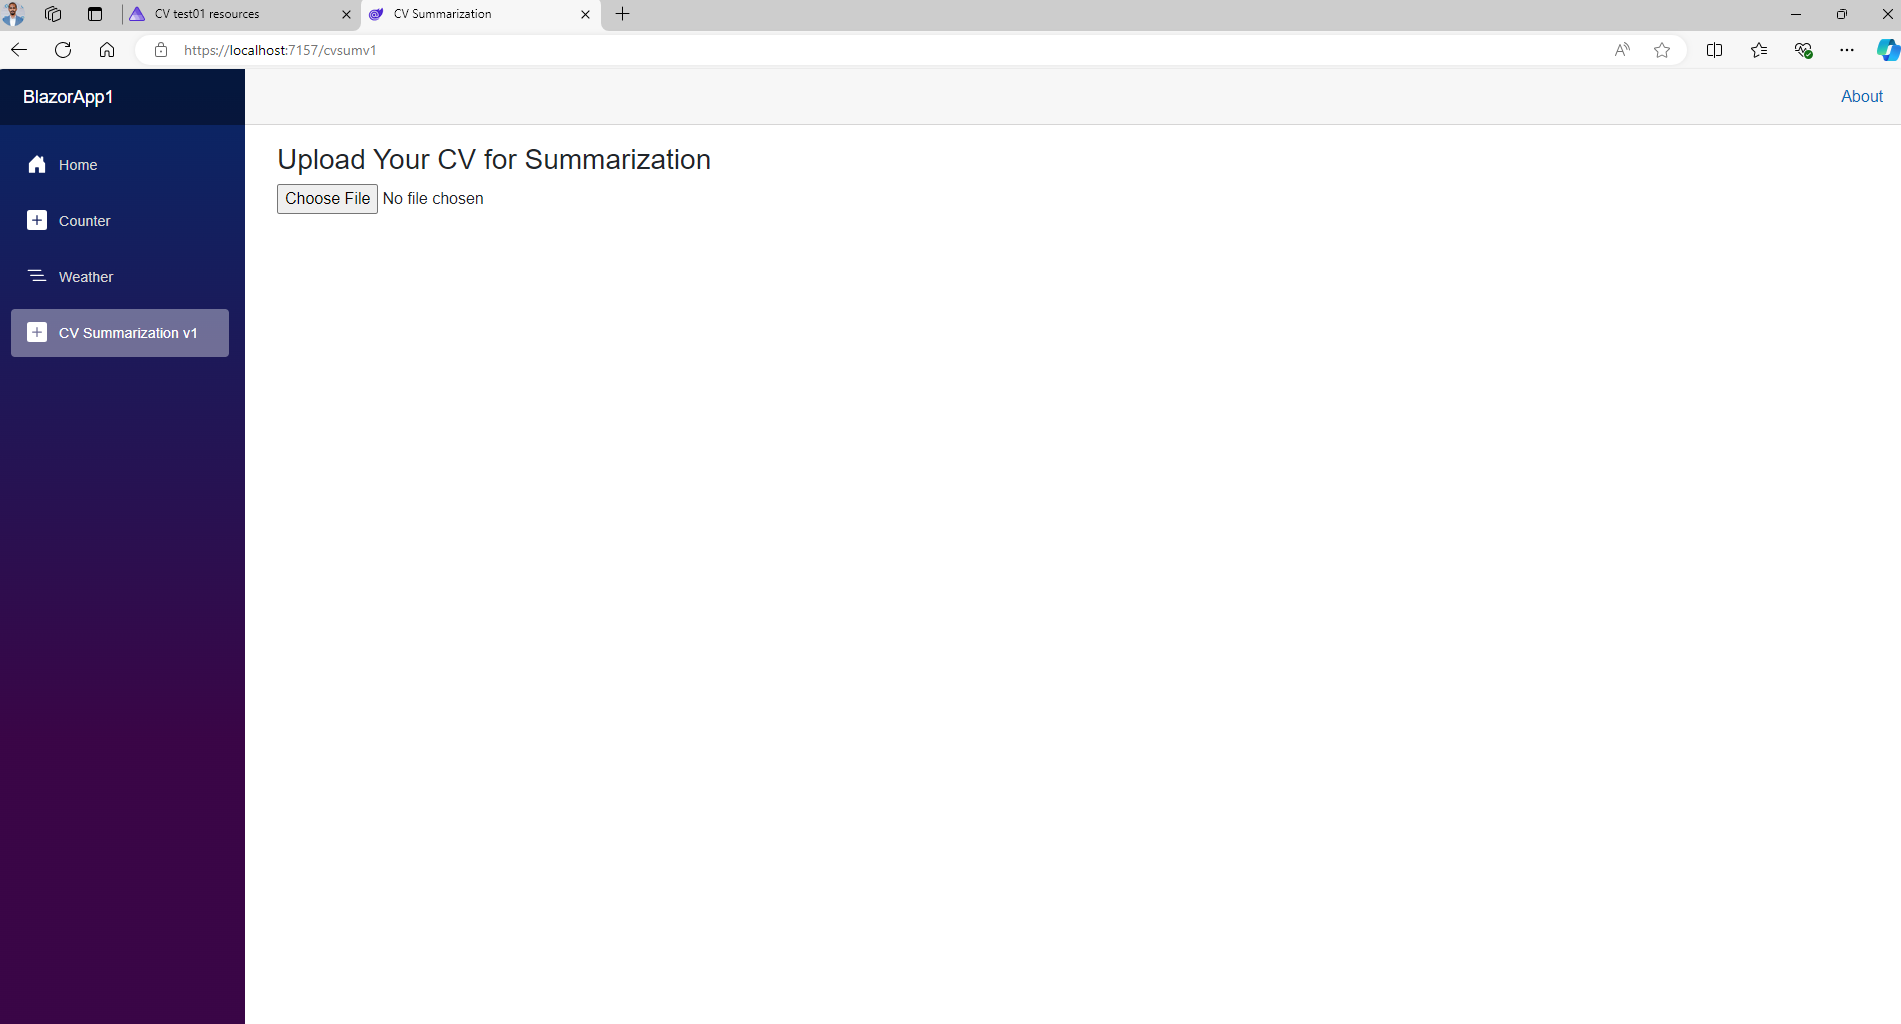 CV test01 resources
CV Summarization
https://localhost:7157/cvsumv1
BlazorApp1
About
Home
Counter
Weather
CV Summarization v1
Upload Your CV for Summarization
Choose File No file chosen